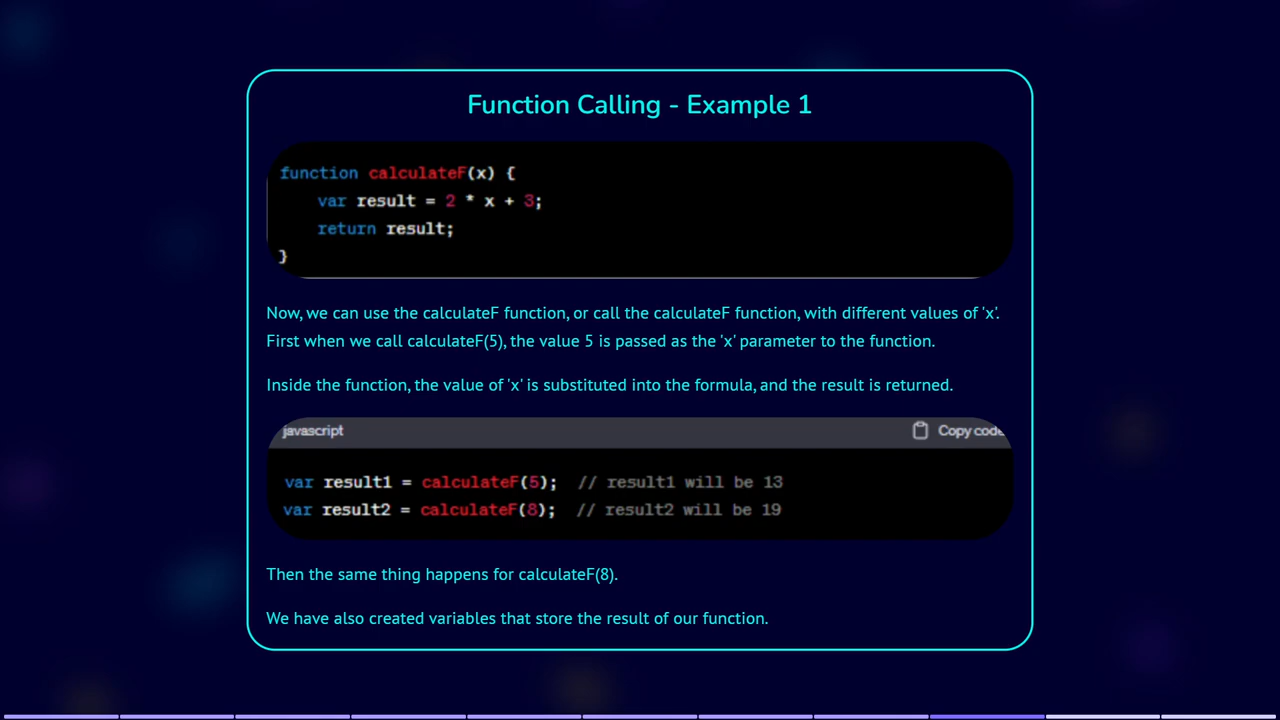 Function Calling - Example 1
function calculateF(x) {
    var result = 2 * x + 3;
    return result;
}
Now, we can use the calculateF function, or call the calculateF function, with different values of 'x'.
First when we call calculateF(5), the value 5 is passed as the 'x' parameter to the function.
Inside the function, the value of 'x' is substituted into the formula, and the result is returned.
javascript Copy code
var result1 = calculateF(5);  // result1 will be 13
var result2 = calculateF(8);  // result2 will be 19
Then the same thing happens for calculateF(8).
We have also created variables that store the result of our function.